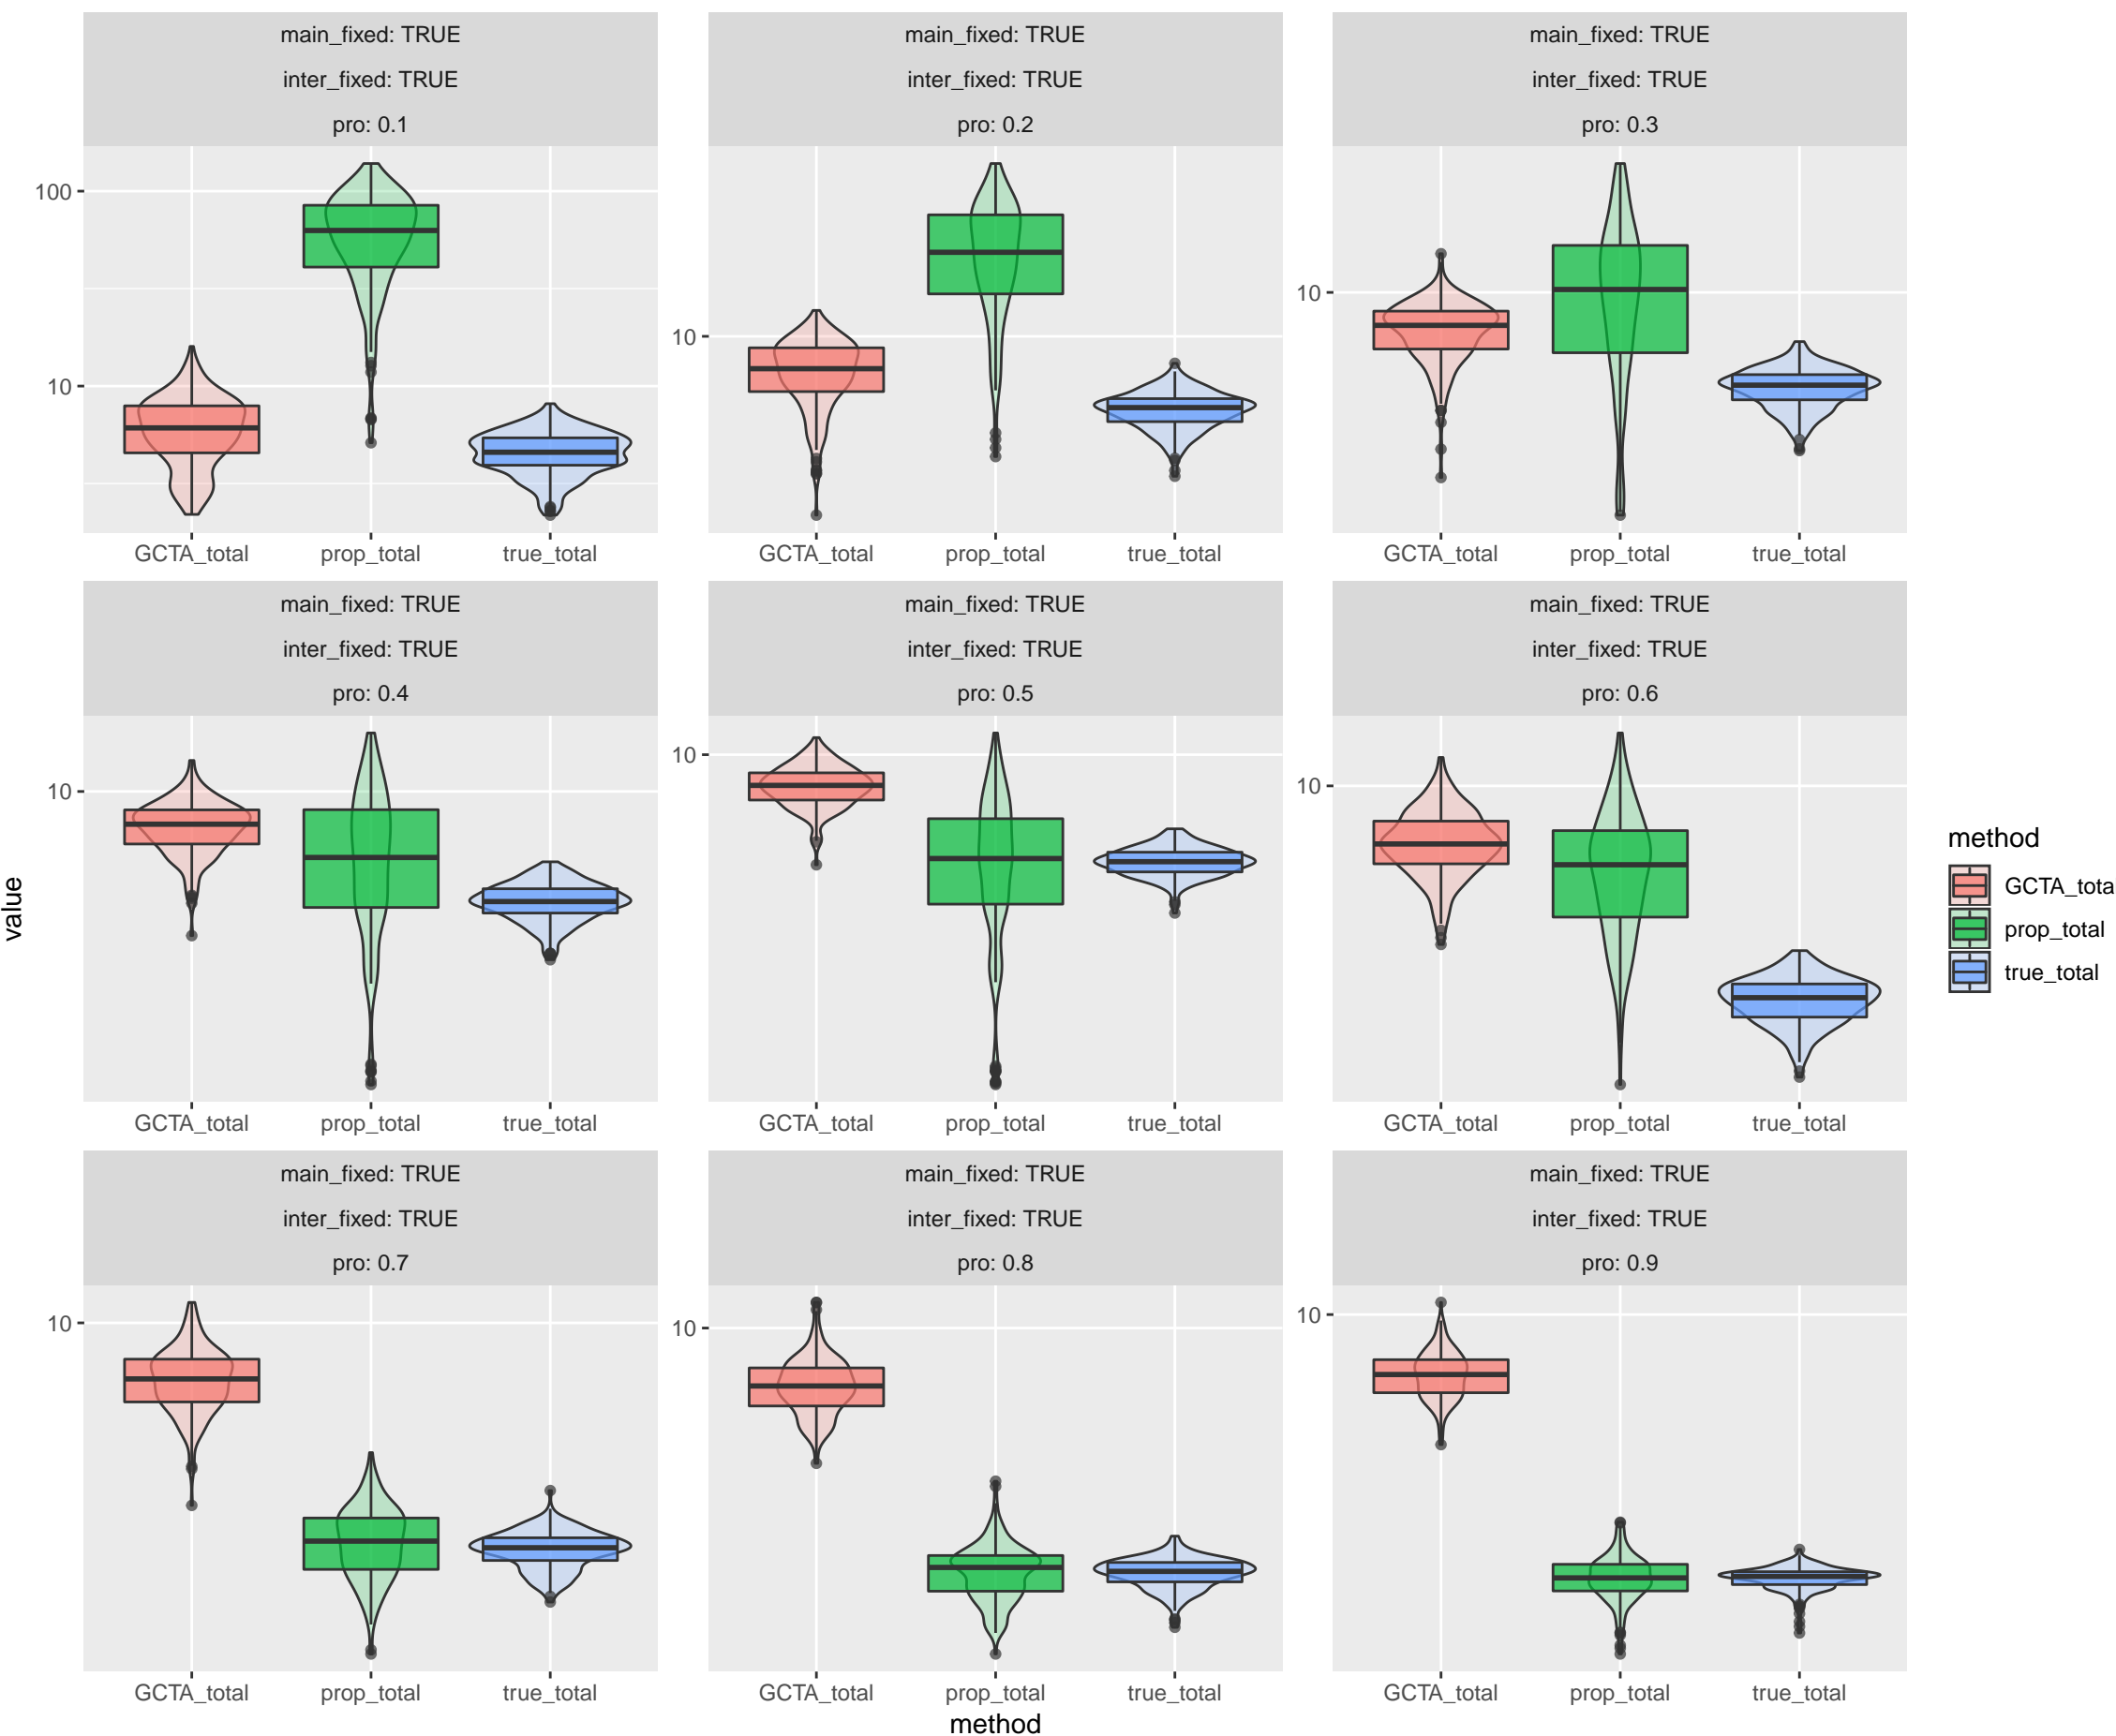 main_fixed: TRUE
inter_fixed: TRUE
pro: 0.1
main_fixed: TRUE
inter_fixed: TRUE
pro: 0.2
main_fixed: TRUE
inter_fixed: TRUE
pro: 0.3
100
10
10
10
GCTA_total prop_total true_total
GCTA_total prop_total true_total
GCTA_total prop_total true_total
main_fixed: TRUE
inter_fixed: TRUE
pro: 0.4
main_fixed: TRUE
inter_fixed: TRUE
pro: 0.5
main_fixed: TRUE
inter_fixed: TRUE
pro: 0.6
10
10
10
GCTA_total prop_total true_total
GCTA_total prop_total true_total
GCTA_total prop_total true_total
main_fixed: TRUE
inter_fixed: TRUE
pro: 0.7
main_fixed: TRUE
inter_fixed: TRUE
pro: 0.8
main_fixed: TRUE
inter_fixed: TRUE
pro: 0.9
10
10
10
GCTA_total prop_total true_total
GCTA_total prop_total true_total
GCTA_total prop_total true_total
value
method
method
GCTA_tota
prop_total
true_total